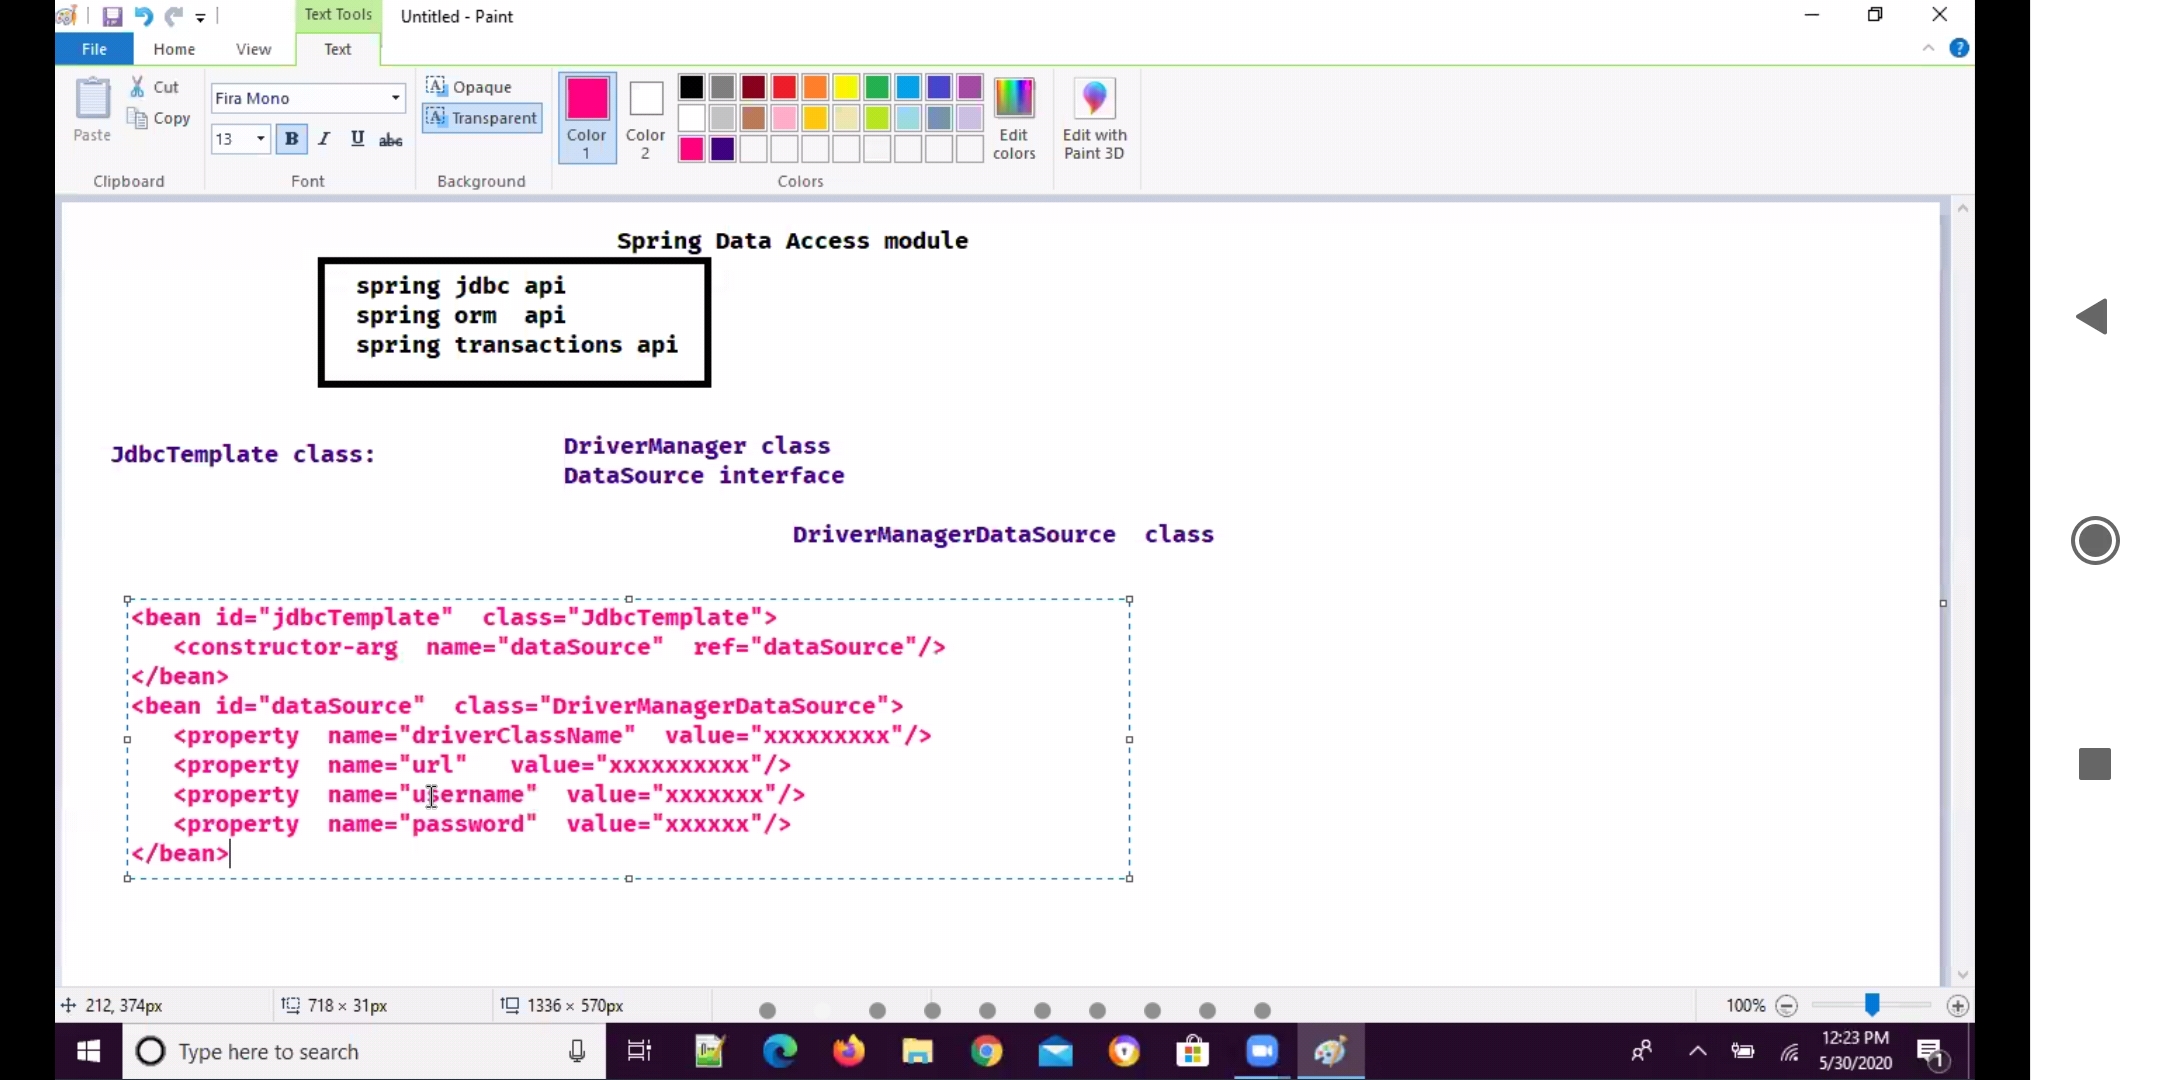 Text Tools
Untitled - Paint
File
Home
View
Text
Paste
Cut
Copy
Clipboard
Fira Mono
13
B I U abc
Font
Opaque
Transparent
Background
Color 1
Color 2
Edit colors
Colors
Edit with Paint 3D
Spring Data Access module
spring jdbc api
spring orm  api
spring transactions api
JdbcTemplate class:
DriverManager class
DataSource interface
DriverManagerDataSource  class
<bean id="jdbcTemplate"  class="JdbcTemplate">
   <constructor-arg  name="dataSource"  ref="dataSource"/>
</bean>
<bean id="dataSource"  class="DriverManagerDataSource">
   <property  name="driverClassName"  value="xxxxxxxxx"/>
   <property  name="url"   value="xxxxxxxxxx"/>
   <property  name="username"  value="xxxxxxx"/>
   <property  name="password"  value="xxxxxx"/>
</bean>
212, 374px
718 × 31px
1336 × 570px
100%
Type here to search
12:23 PM
5/30/2020
1